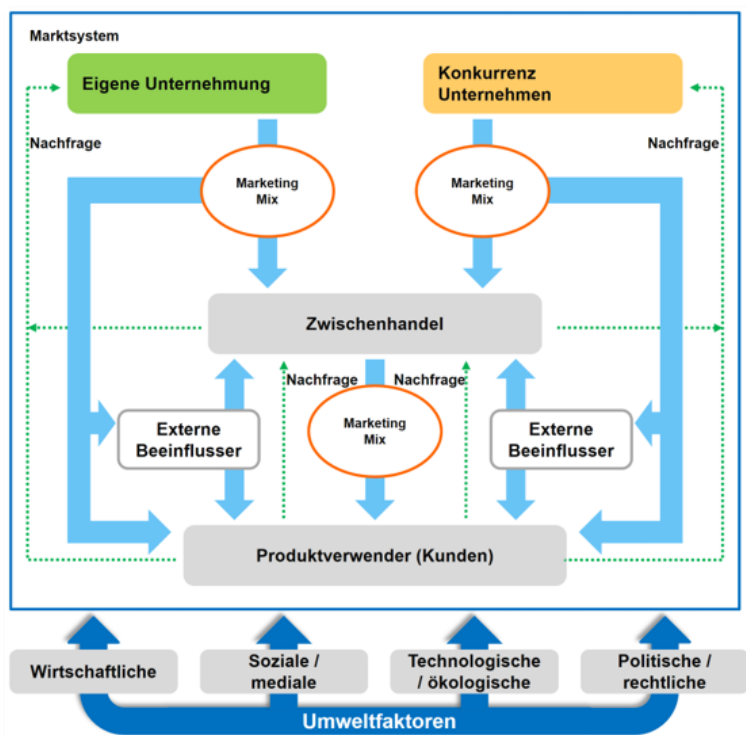 Marktsystem
Eigene Unternehmung
Konkurrenz
Unternehmen
Nachfrage
Nachfrage
Marketing
Mix
Marketing
Mix
Zwischenhandel
Nachfrage
Nachfrage
Externe
Beeinflusser
Marketing
Mix
Externe
Beeinflusser
Produktverwender (Kunden)
Wirtschaftliche
Soziale /
mediale
Technologische
/ ökologische
Politische /
rechtliche
Umweltfaktoren